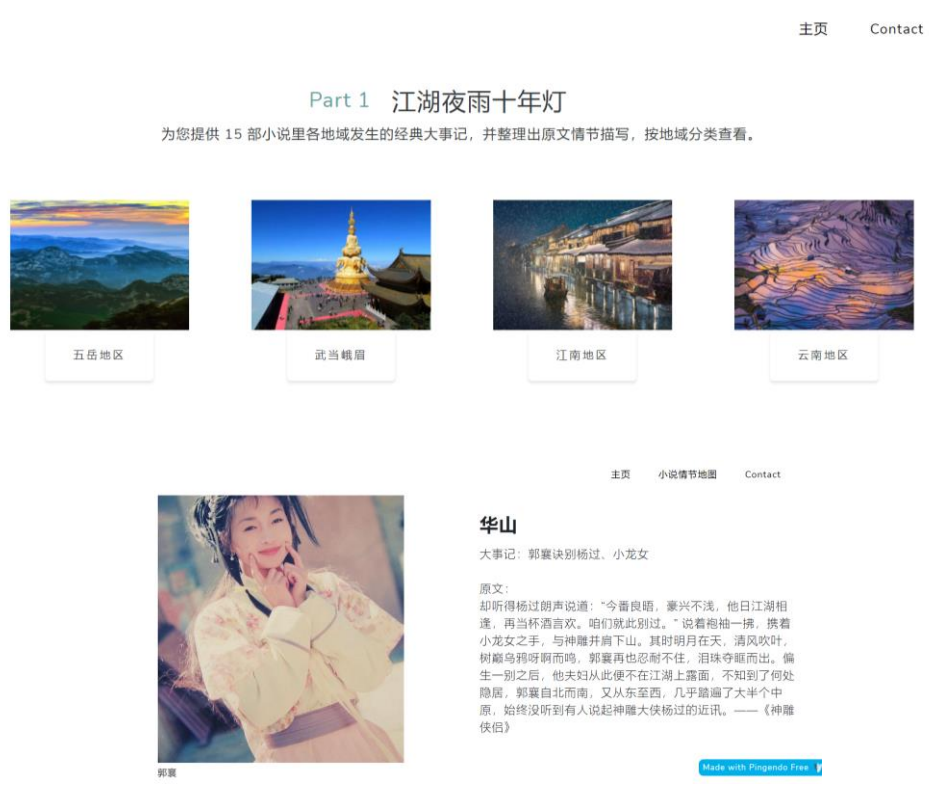 主页 Contact
Part 1 江湖夜雨十年灯
为您提供 15 部小说里各地域发生的经典大事记，并整理出原文情节描写，按地域分类查看。
五岳地区 武当峨眉 江南地区 云南地区
主页 小说情节地图 Contact
华山
大事记：郭襄诀别杨过、小龙女
原文：
却听得杨过朗声说道：“今番良晤，豪兴不浅，他日江湖相
逢，再当杯酒言欢。咱们就此别过。” 说着袍袖一拂，携着
小龙女之手，与神雕并肩下山。其时明月在天，清风吹叶，
树巅乌鸦呀啊而鸣，郭襄再也忍耐不住，泪珠夺眶而出。偏
生一别之后，他夫妇从此便不在江湖上露面，不知到了何处
隐居，郭襄自北而南，又从东至西，几乎踏遍了大半个中
原，始终没听到有人说起神雕大侠杨过的近讯。——《神雕
侠侣》
郭襄
Made with Pingendo Free